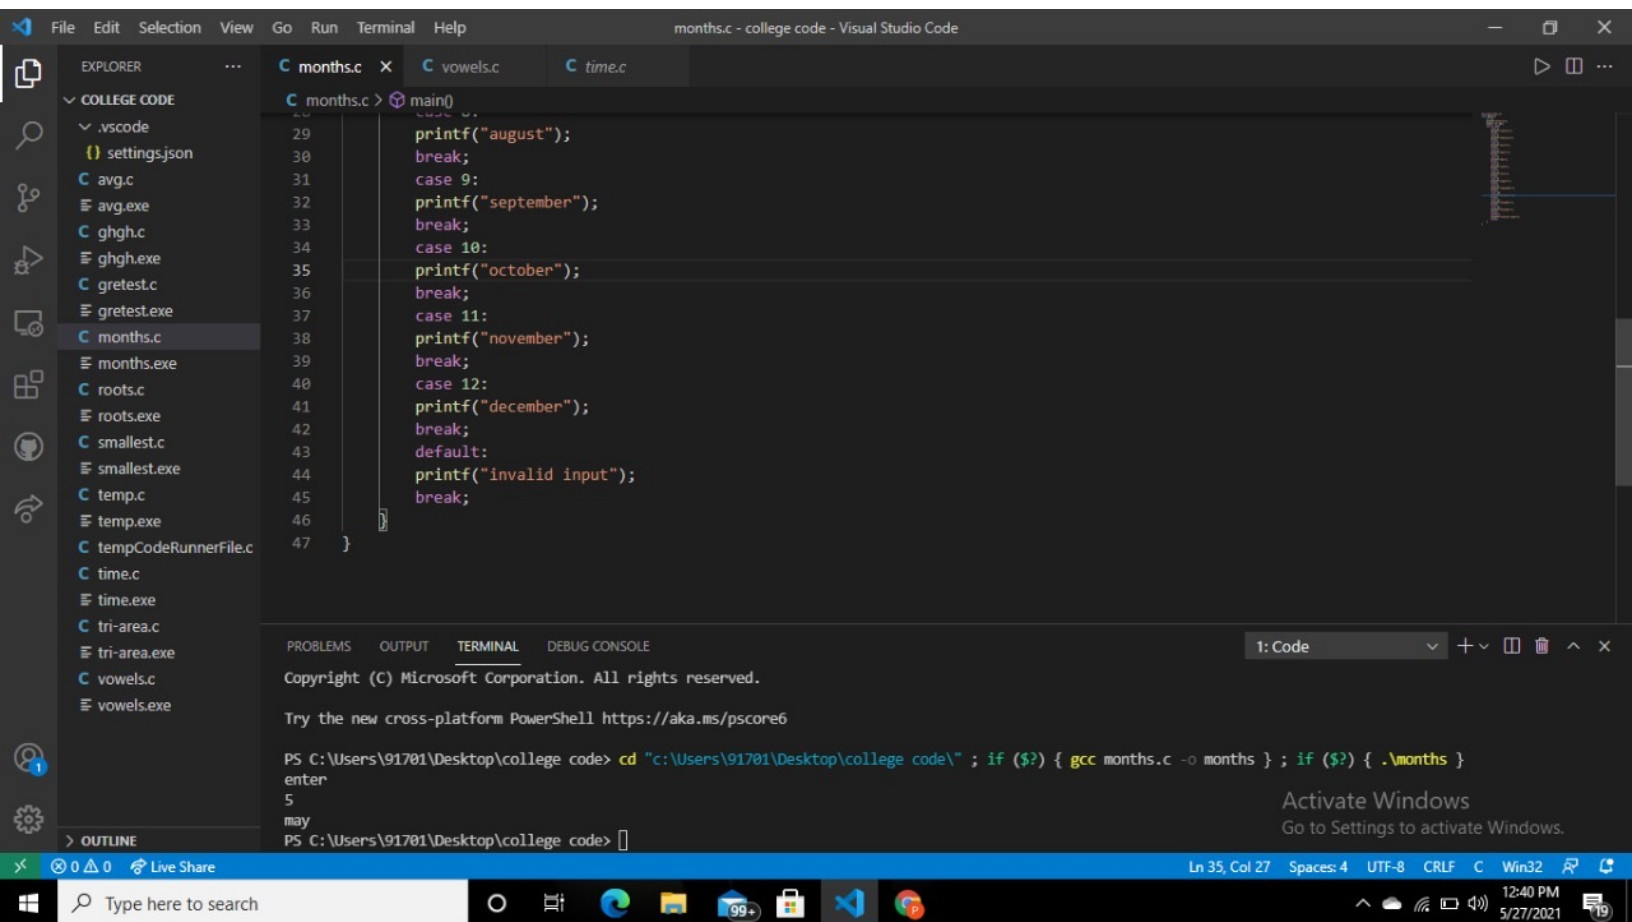 File Edit Selection View Go Run Terminal Help months.c - college code - Visual Studio Code
EXPLORER
months.c vowels.c time.c
COLLEGE CODE
months.c > main()
.vscode
{} settings.json
C avg.c
avg.exe
C ghgh.c
ghgh.exe
C gretest.c
gretest.exe
C months.c
months.exe
C roots.c
roots.exe
C smallest.c
smallest.exe
C temp.c
temp.exe
C tempCodeRunnerFile.c
C time.c
time.exe
C tri-area.c
tri-area.exe
C vowels.c
vowels.exe
OUTLINE
29 printf("august");
30 break;
31 case 9:
32 printf("september");
33 break;
34 case 10:
35 printf("october");
36 break;
37 case 11:
38 printf("november");
39 break;
40 case 12:
41 printf("december");
42 break;
43 default:
44 printf("invalid input");
45 break;
46 }
47 }
PROBLEMS OUTPUT TERMINAL DEBUG CONSOLE 1: Code
Copyright (C) Microsoft Corporation. All rights reserved.
Try the new cross-platform PowerShell https://aka.ms/pscore6
PS C:\Users\91701\Desktop\college code> cd "c:\Users\91701\Desktop\college code\" ; if ($?) { gcc months.c -o months } ; if ($?) { .\months }
enter
5
may
PS C:\Users\91701\Desktop\college code>
Activate Windows
Go to Settings to activate Windows.
0 0 Live Share Ln 35, Col 27 Spaces: 4 UTF-8 CRLF C Win32
Type here to search
99+
12:40 PM
5/27/2021
19